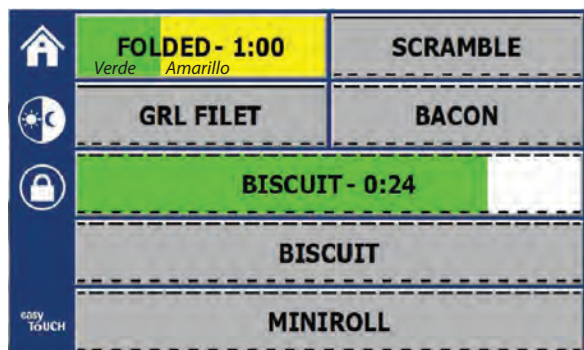 FOLDED - 1:00
Verde Amarillo
SCRAMBLE
GRL FILET
BACON
BISCUIT - 0:24
BISCUIT
MINIROLL
easy
TOUCH